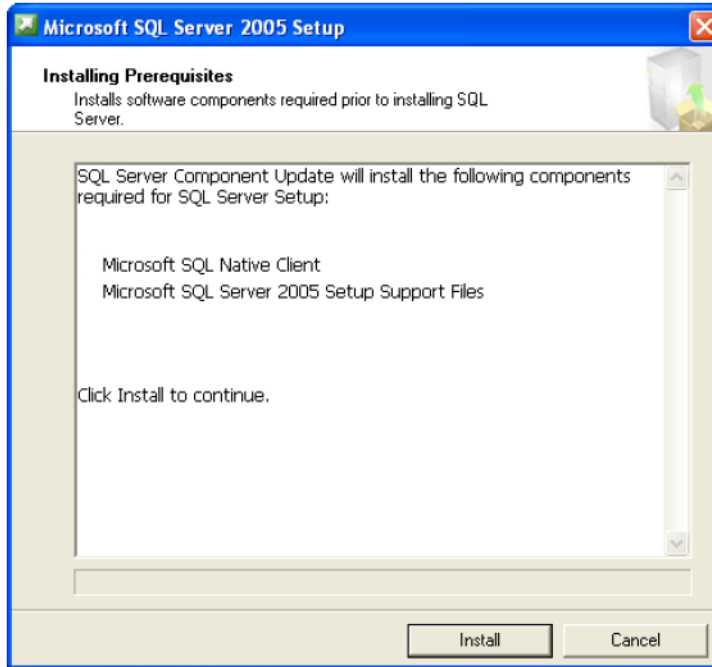 Microsoft SQL Server 2005 Setup
Installing Prerequisites
Installs software components required prior to installing SQL
Server.
SQL Server Component Update will install the following components
required for SQL Server Setup:
Microsoft SQL Native Client
Microsoft SQL Server 2005 Setup Support Files
Click Install to continue.
Install
Cancel